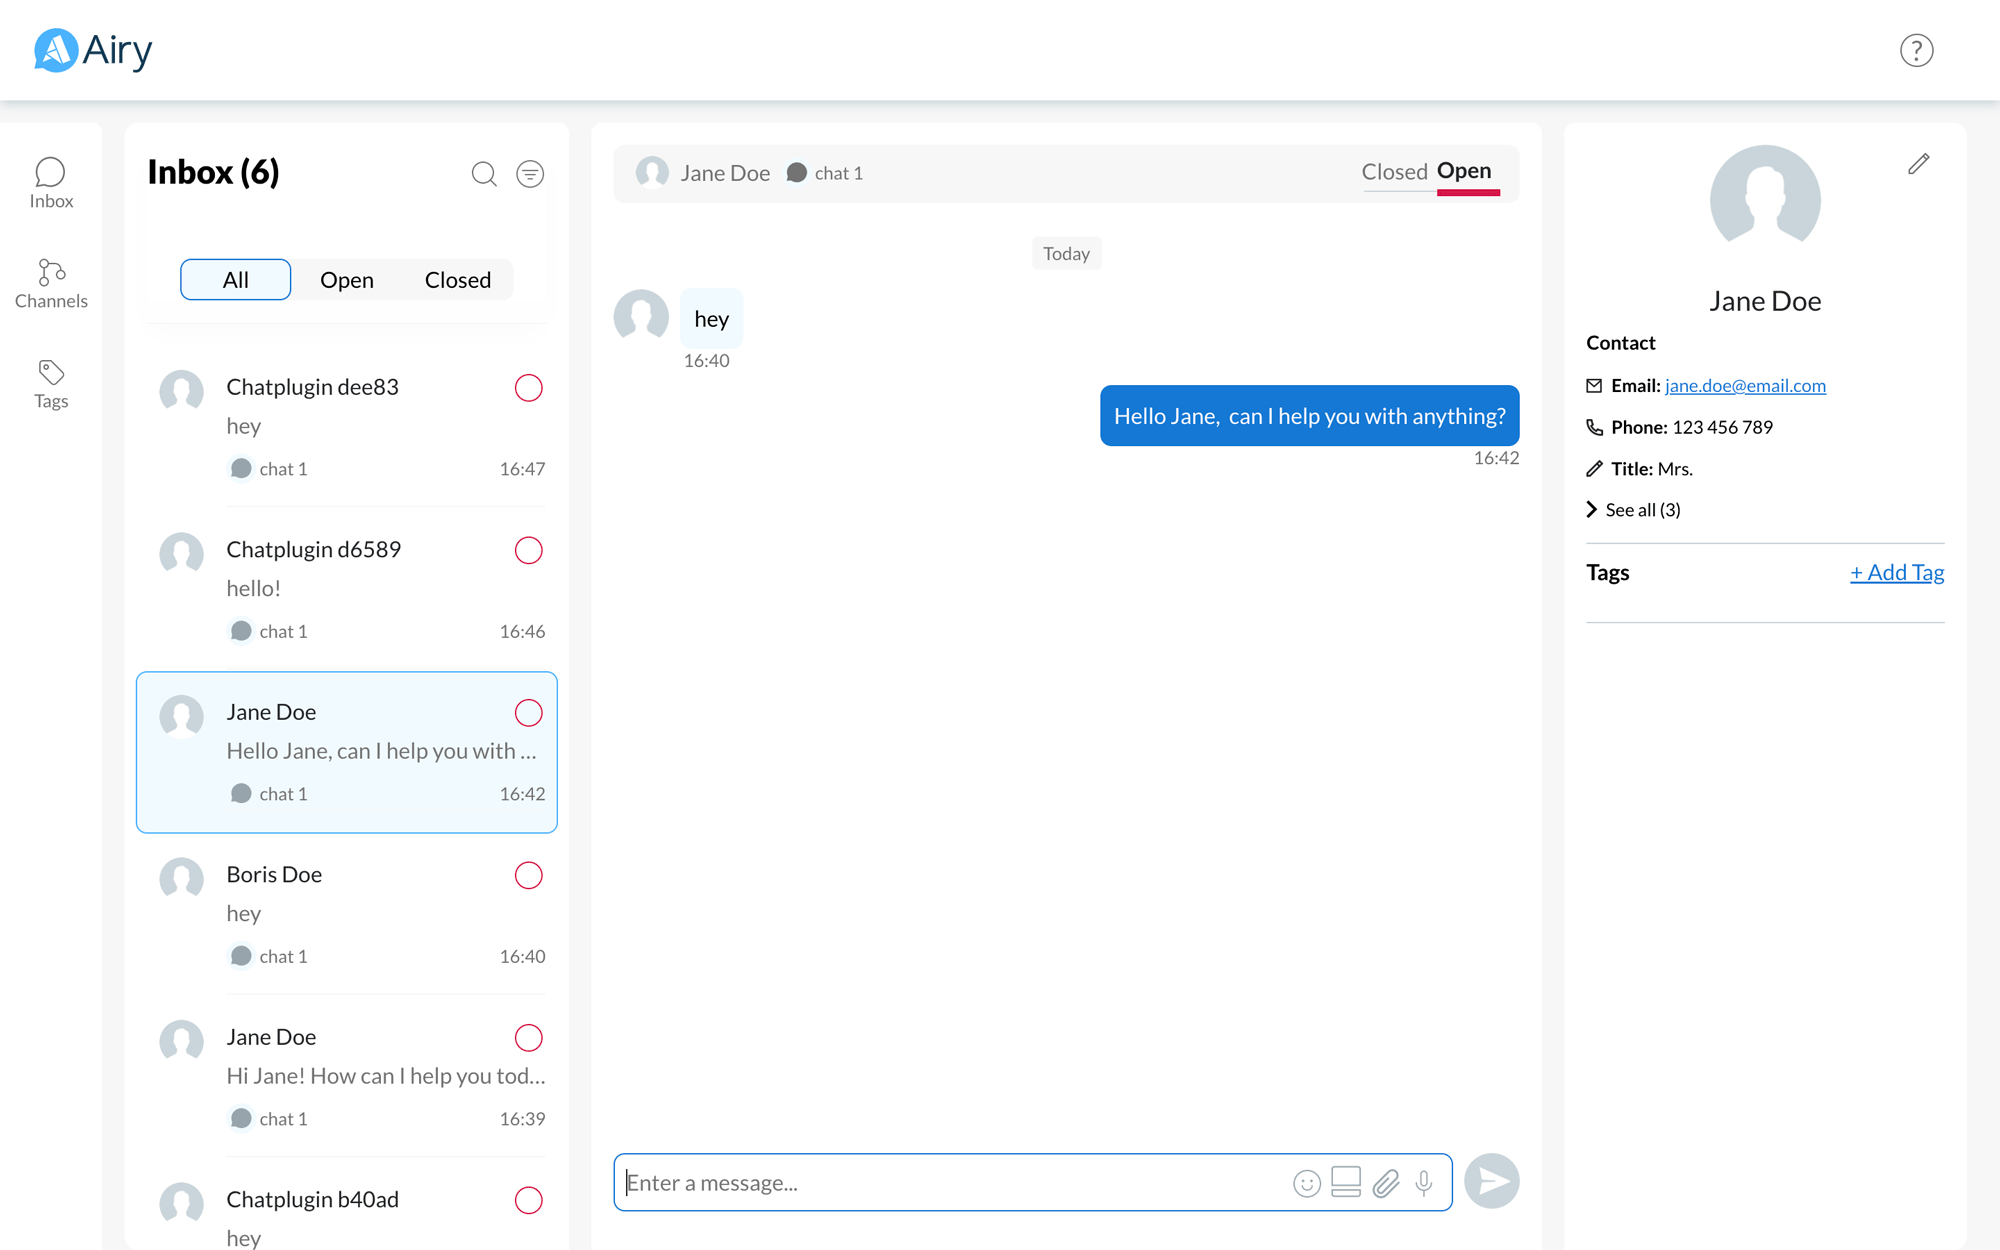 Airy
?
Inbox
Channels
Tags
Inbox (6)
All Open Closed
Chatplugin dee83
hey
chat 1 16:47
Chatplugin d6589
hello!
chat 1 16:46
Jane Doe
Hello Jane, can I help you with ...
chat 1 16:42
Boris Doe
hey
chat 1 16:40
Jane Doe
Hi Jane! How can I help you tod...
chat 1 16:39
Chatplugin b40ad
hey
Jane Doe chat 1 Closed Open
Today
hey
16:40
Hello Jane, can I help you with anything?
16:42
Enter a message...
Jane Doe
Contact
Email: jane.doe@email.com
Phone: 123 456 789
Title: Mrs.
See all (3)
Tags + Add Tag